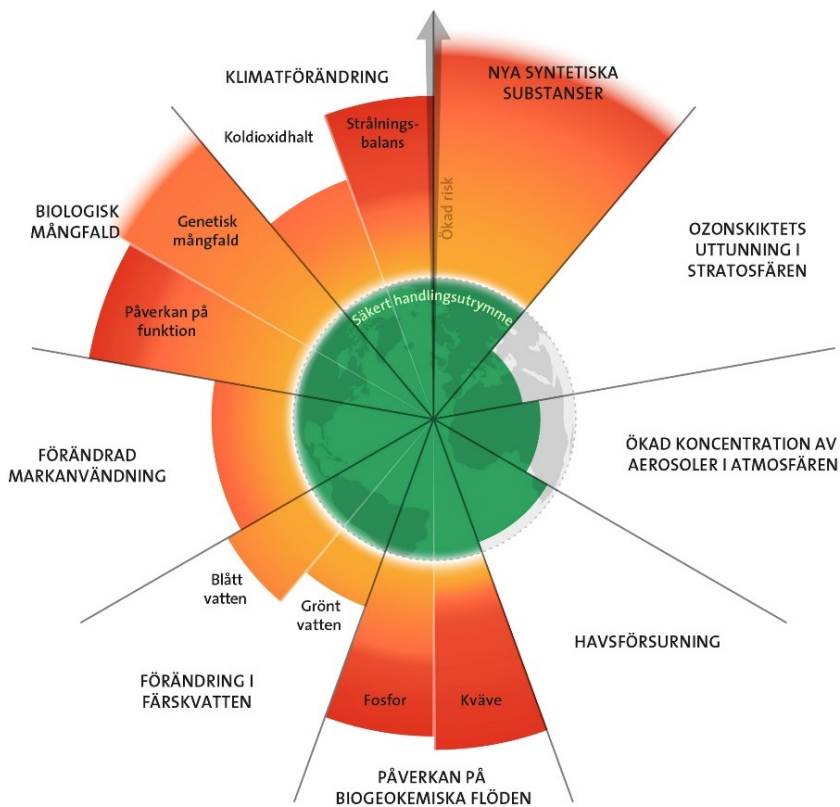 KLIMATFÖRÄNDRING
Koldioxidhalt
Strålnings-
balans
NYA SYNTETISKA
SUBSTANSER
Ökad risk
BIOLOGISK
MÅNGFALD
Genetisk
mångfald
Påverkan på
funktion
OZONSKIKTETS
UTTUNNING I
STRATOSFÄREN
Säkert handlingsutrymme
FÖRÄNDRAD
MARKANVÄNDNING
ÖKAD KONCENTRATION AV
AEROSOLER I ATMOSFÄREN
Blått
vatten
Grönt
vatten
HAVSFÖRSURNING
FÖRÄNDRING I
FÄRSKVATTEN
Fosfor
Kväve
PÅVERKAN PÅ
BIOGEOKEMISKA FLÖDEN